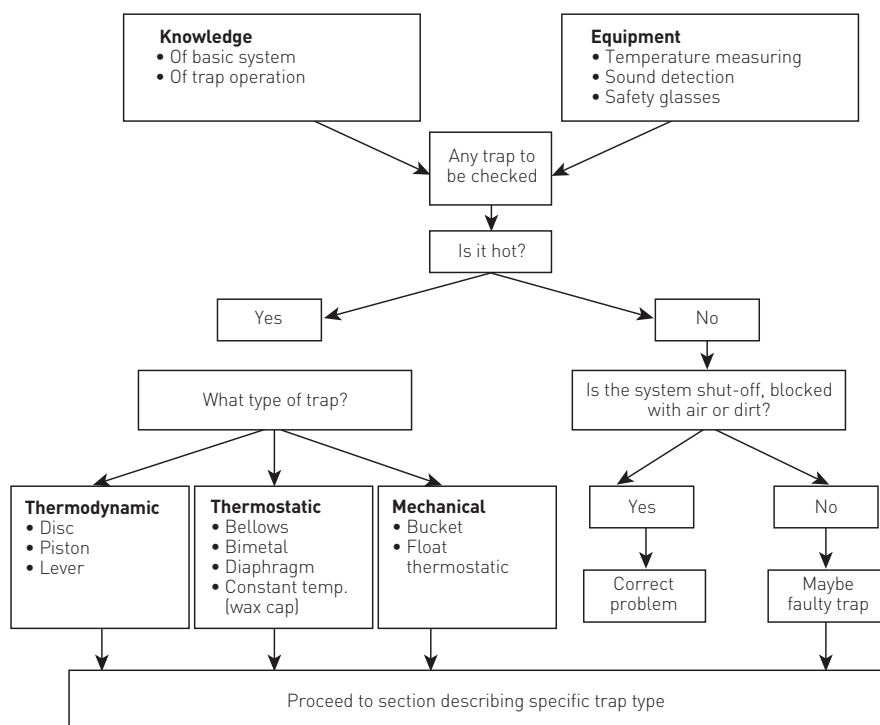 Knowledge
• Of basic system
• Of trap operation
Equipment
• Temperature measuring
• Sound detection
• Safety glasses
Any trap to
be checked
Is it hot?
Yes
No
What type of trap?
Is the system shut-off, blocked
with air or dirt?
Thermodynamic
• Disc
• Piston
• Lever
Thermostatic
• Bellows
• Bimetal
• Diaphragm
• Constant temp.
(wax cap)
Mechanical
• Bucket
• Float
thermostatic
Yes
No
Correct
problem
Maybe
faulty trap
Proceed to section describing specific trap type